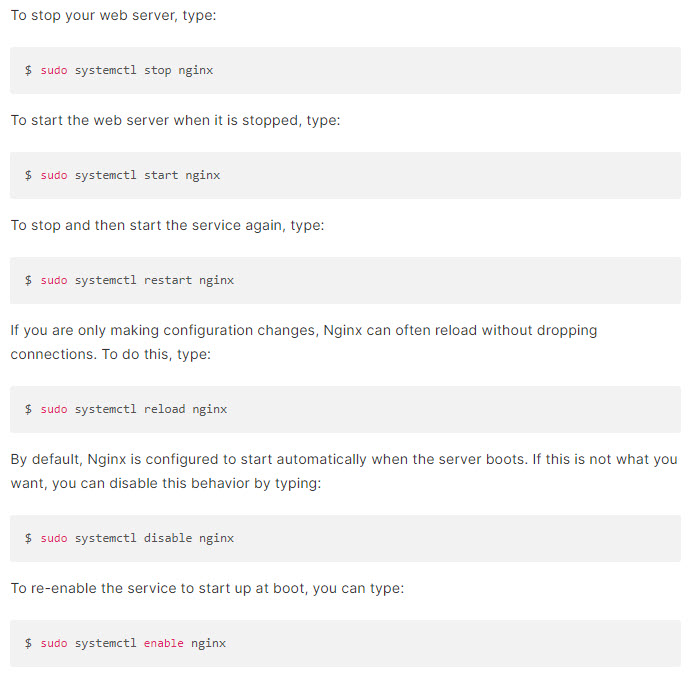 To stop your web server, type:
$ sudo systemctl stop nginx
To start the web server when it is stopped, type:
$ sudo systemctl start nginx
To stop and then start the service again, type:
$ sudo systemctl restart nginx
If you are only making configuration changes, Nginx can often reload without dropping
connections. To do this, type:
$ sudo systemctl reload nginx
By default, Nginx is configured to start automatically when the server boots. If this is not what you
want, you can disable this behavior by typing:
$ sudo systemctl disable nginx
To re-enable the service to start up at boot, you can type:
$ sudo systemctl enable nginx